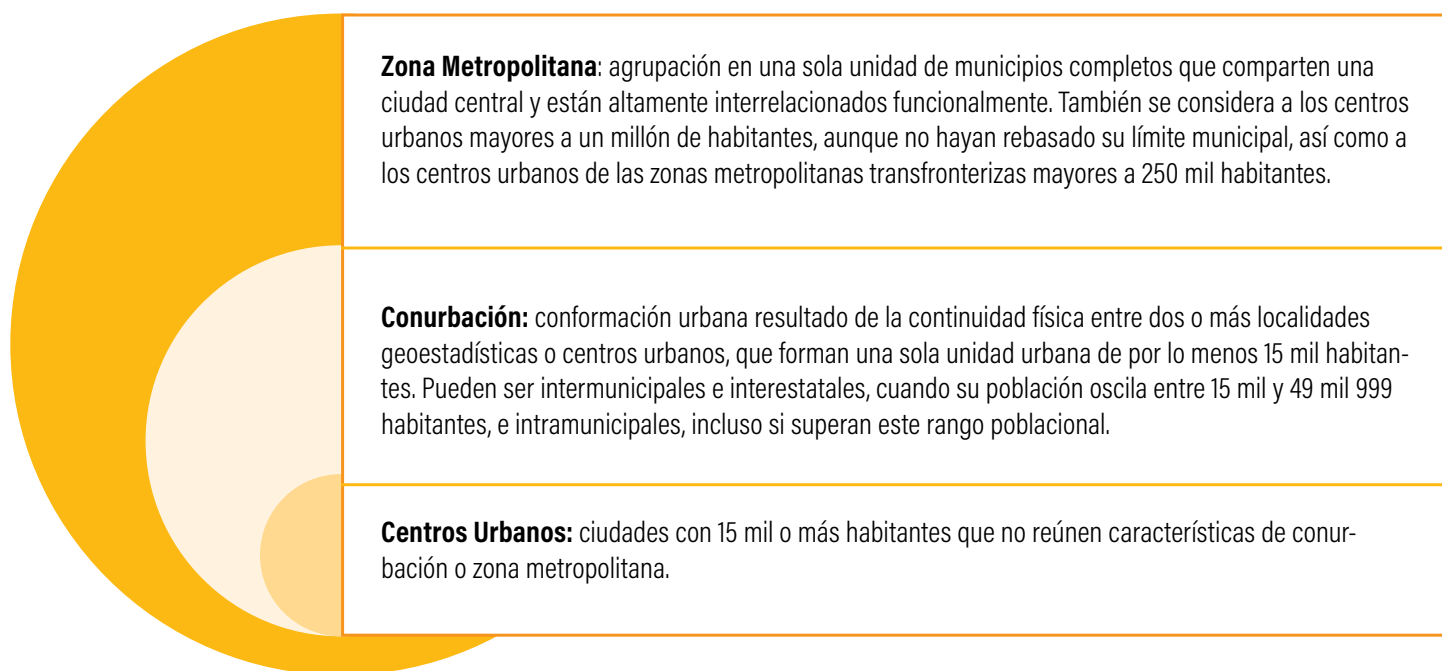 Zona Metropolitana: agrupación en una sola unidad de municipios completos que comparten una
ciudad central y están altamente interrelacionados funcionalmente. También se considera a los centros
urbanos mayores a un millón de habitantes, aunque no hayan rebasado su límite municipal, así como a
los centros urbanos de las zonas metropolitanas transfronterizas mayores a 250 mil habitantes.
Conurbación: conformación urbana resultado de la continuidad física entre dos o más localidades
geoestadísticas o centros urbanos, que forman una sola unidad urbana de por lo menos 15 mil habitan-
tes. Pueden ser intermunicipales e interestatales, cuando su población oscila entre 15 mil y 49 mil 999
habitantes, e intramunicipales, incluso si superan este rango poblacional.
Centros Urbanos: ciudades con 15 mil o más habitantes que no reúnen características de conur-
bación o zona metropolitana.